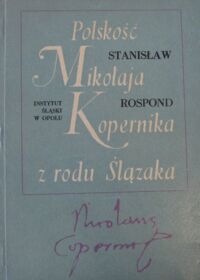 Polskość
STANISŁAW
Mikołaja
INSTYTUT
ŚLĄSKI
W OPOLU
ROSPOND
Kopernika
z rodu Ślązaka